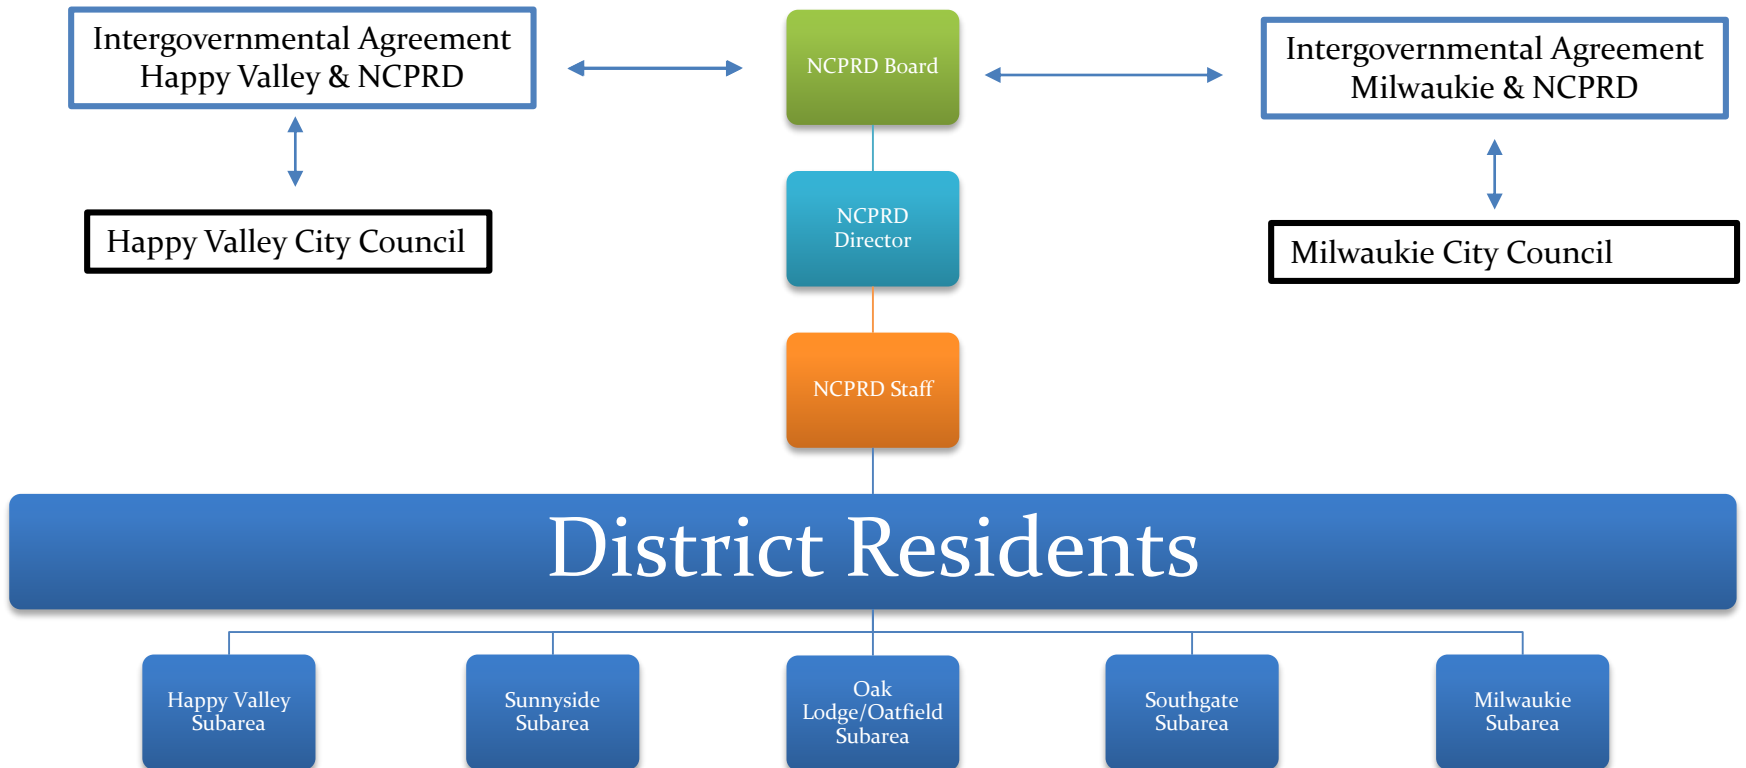 Intergovernmental Agreement
Happy Valley & NCPRD
NCPRD Board
Intergovernmental Agreement
Milwaukie & NCPRD
Happy Valley City Council
NCPRD
Director
Milwaukie City Council
NCPRD Staff
District Residents
Happy Valley
Subarea
Sunnyside
Subarea
Oak
Lodge/Oatfield
Subarea
Southgate
Subarea
Milwaukie
Subarea